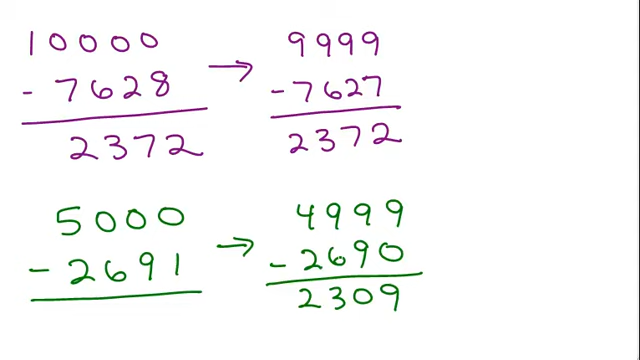 10000 → 9999
- 7628 - 7627
2372 2372
5000 → 4999
- 2691 - 2690
2309